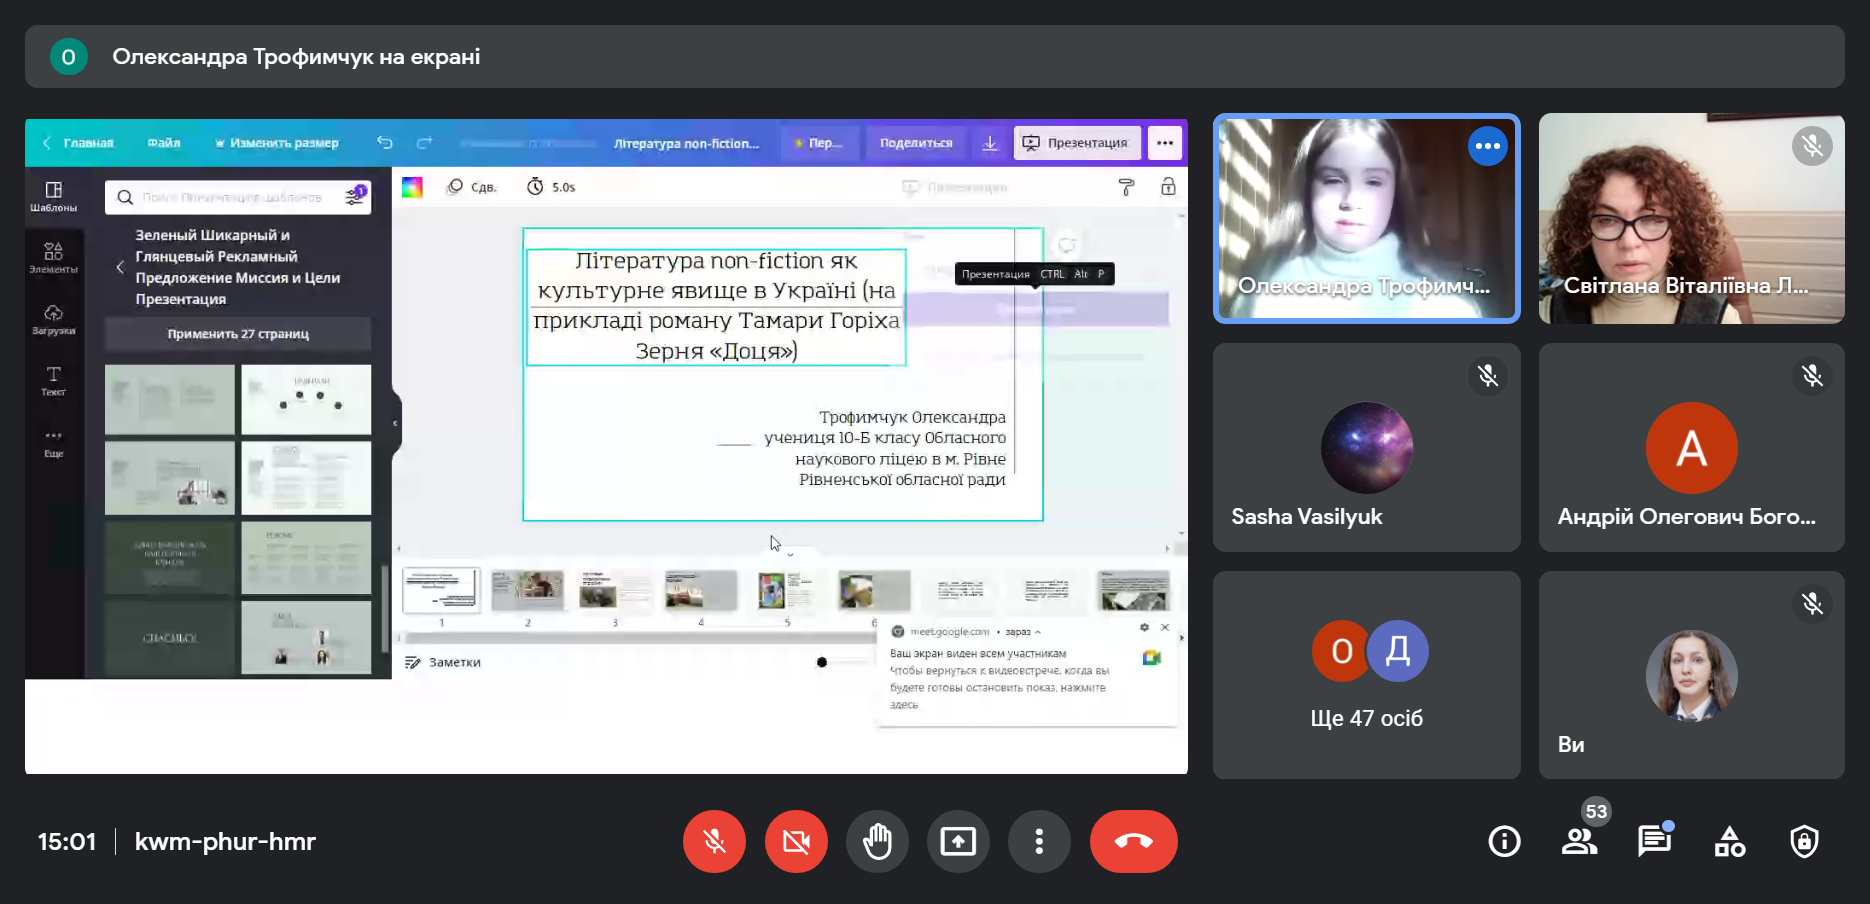 О
Олександра Трофимчук на екрані
Главная
Файл
Изменить размер
Література non-fiction...
Пер...
Поделиться
Презентация
Шаблоны
Элементы
Загрузки
Текст
Еще
1
Зеленый Шикарный и
Глянцевый Рекламный
Предложение Миссия и Цели
Презентация
Применить 27 страниц
СПАСИБО!
Сдв.
5.0s
Презентация CTRL Alt P
Література non-fiction як
культурне явище в Україні (на
прикладі роману Тамари Горіха
Зерня «Доця»)
Трофимчук Олександра
учениця 10-Б класу Обласного
наукового ліцею в м. Рівне
Рівненської обласної ради
1
2
3
4
5
6
Заметки
meet.google.com • зараз
Ваш экран виден всем участникам
Чтобы вернуться к видеовстрече, когда вы
будете готовы остановить показ, нажмите
здесь
Олександра Трофимч...
Світлана Віталіївна Л...
Sasha Vasilyuk
А
Андрій Олегович Бого...
О
Д
Ще 47 осіб
Ви
15:01
kwm-phur-hmr
53